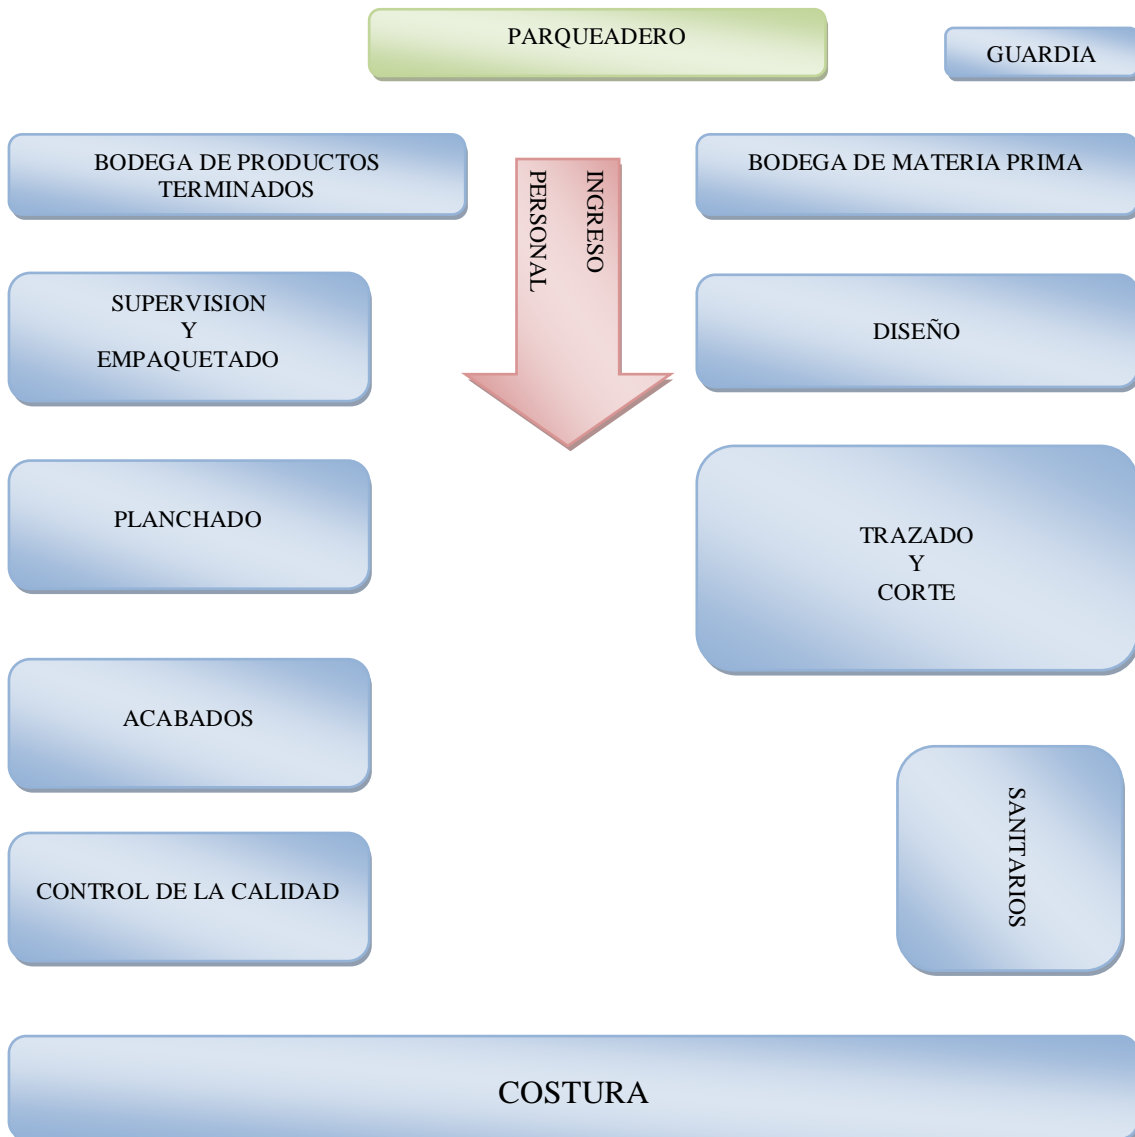 PARQUEADERO
GUARDIA
BODEGA DE PRODUCTOS
TERMINADOS
INGRESO
PERSONAL
BODEGA DE MATERIA PRIMA
SUPERVISION
Y
EMPAQUETADO
DISEÑO
PLANCHADO
TRAZADO
Y
CORTE
ACABADOS
SANITARIOS
CONTROL DE LA CALIDAD
COSTURA